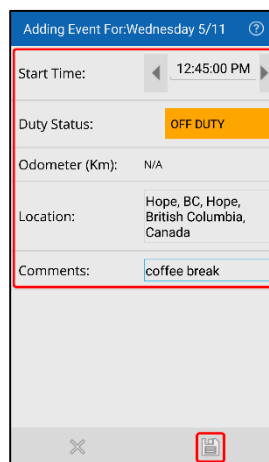 Adding Event For:Wednesday 5/11 ?
Start Time: 12:45:00 PM
Duty Status: OFF DUTY
Odometer (Km): N/A
Location: Hope, BC, Hope,
British Columbia,
Canada
Comments: coffee break